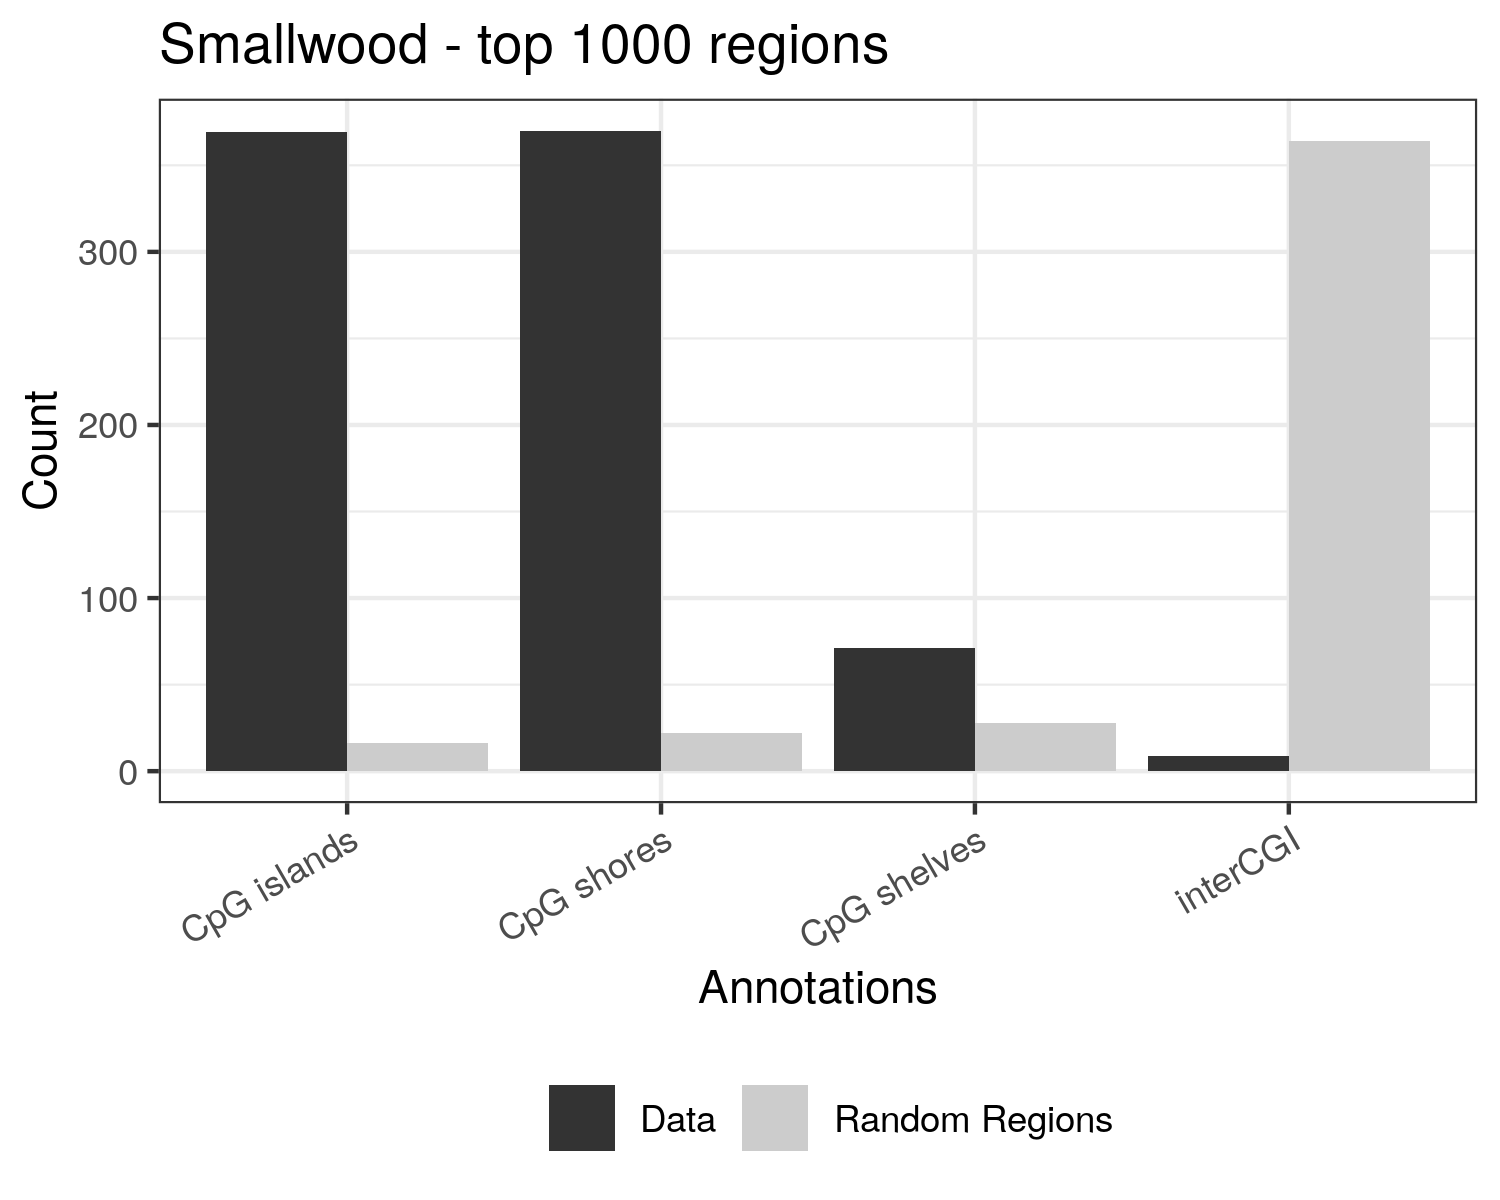 Smallwood - top 1000 regions
Count
300
200
100
0
CpG islands
CpG shores
CpG shelves
interCGI
Annotations
Data
Random Regions